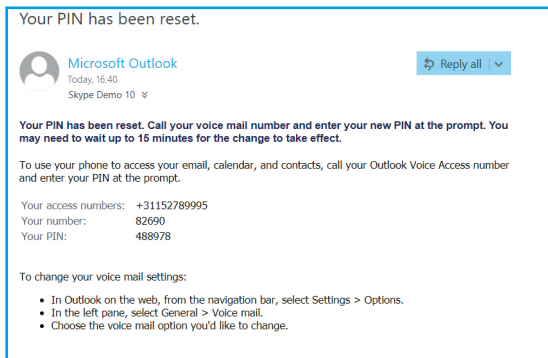 Your PIN has been reset.
Microsoft Outlook
Reply all
Today, 16:40
Skype Demo 10
Your PIN has been reset. Call your voice mail number and enter your new PIN at the prompt. You
may need to wait up to 15 minutes for the change to take effect.
To use your phone to access your email, calendar, and contacts, call your Outlook Voice Access number
and enter your PIN at the prompt.
Your access numbers: +31152789995
Your number: 82690
Your PIN: 488978
To change your voice mail settings:
• In Outlook on the web, from the navigation bar, select Settings > Options.
• In the left pane, select General > Voice mail.
• Choose the voice mail option you'd like to change.